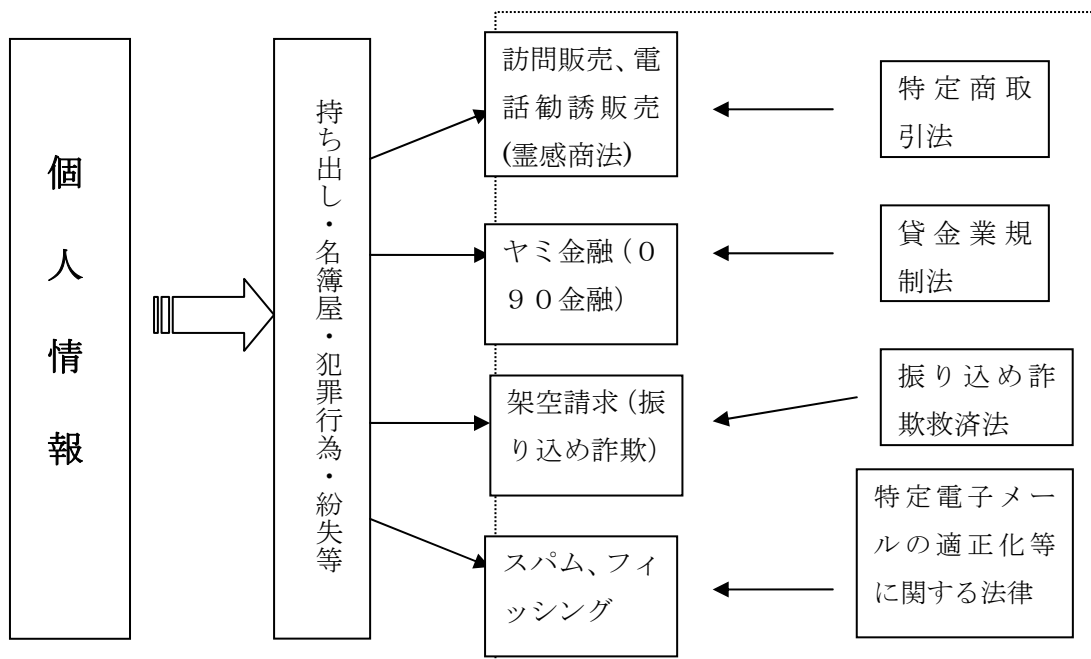 個人情報
持ち出し・名簿屋・犯罪行為・紛失等
訪問販売、電
話勧誘販売
(霊感商法)
ヤミ金融（０
９０金融）
架空請求（振
り込め詐欺）
スパム、フィ
ッシング
特定商取
引法
貸金業規
制法
振り込め詐
欺救済法
特定電子メー
ルの適正化等
に関する法律